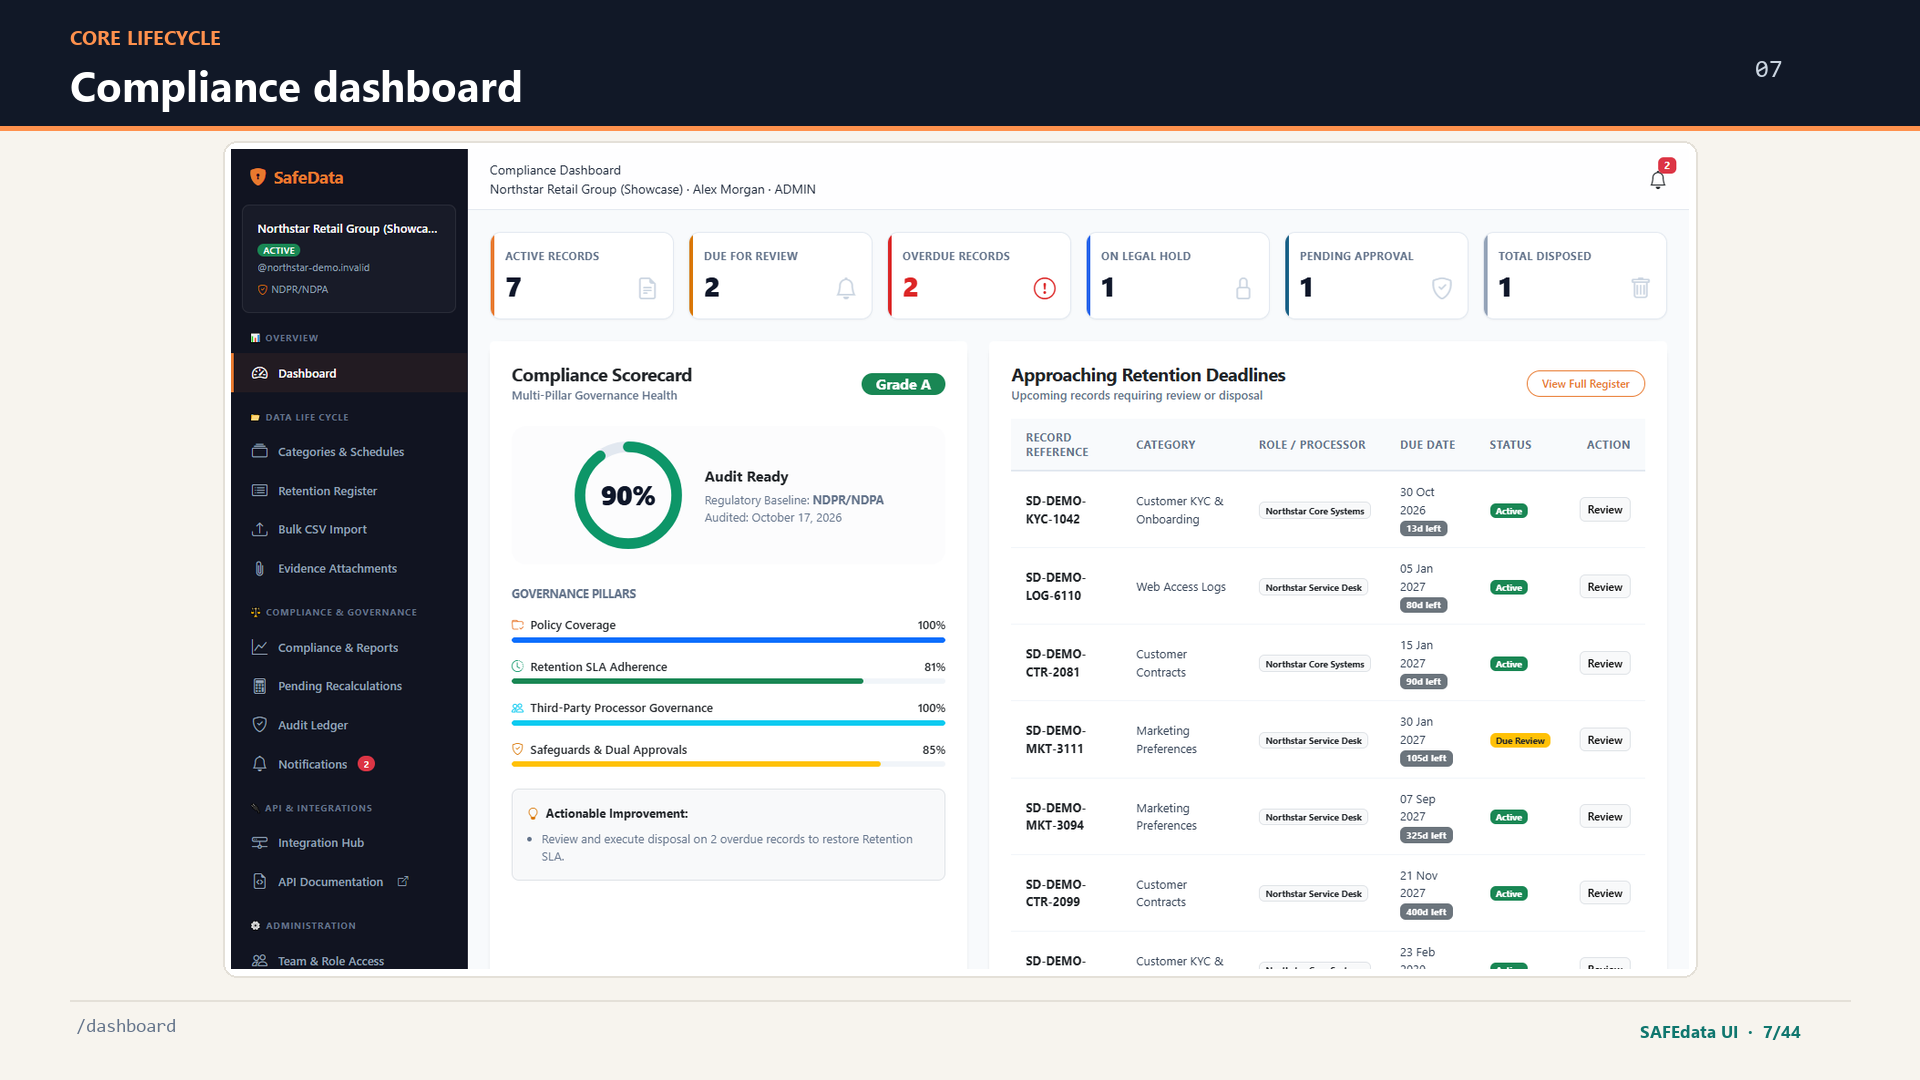 CORE LIFECYCLE
Compliance dashboard
07
SafeData
Northstar Retail Group (Showca...
ACTIVE
@northstar-demo.invalid
NDPR/NDPA
OVERVIEW
Dashboard
DATA LIFE CYCLE
Categories & Schedules
Retention Register
Bulk CSV Import
Evidence Attachments
COMPLIANCE & GOVERNANCE
Compliance & Reports
Pending Recalculations
Audit Ledger
Notifications 2
API & INTEGRATIONS
Integration Hub
API Documentation
ADMINISTRATION
Team & Role Access
Compliance Dashboard
Northstar Retail Group (Showcase) · Alex Morgan · ADMIN
2
ACTIVE RECORDS
7
DUE FOR REVIEW
2
OVERDUE RECORDS
2
ON LEGAL HOLD
1
PENDING APPROVAL
1
TOTAL DISPOSED
1
Compliance Scorecard
Multi-Pillar Governance Health
Grade A
90%
Audit Ready
Regulatory Baseline: NDPR/NDPA
Audited: October 17, 2026
GOVERNANCE PILLARS
Policy Coverage 100%
Retention SLA Adherence 81%
Third-Party Processor Governance 100%
Safeguards & Dual Approvals 85%
Actionable Improvement:
Review and execute disposal on 2 overdue records to restore Retention
SLA.
Approaching Retention Deadlines
Upcoming records requiring review or disposal
View Full Register
RECORD
REFERENCE
CATEGORY
ROLE / PROCESSOR
DUE DATE
STATUS
ACTION
SD-DEMO-
KYC-1042
Customer KYC &
Onboarding
Northstar Core Systems
30 Oct
2026
13d left
Active
Review
SD-DEMO-
LOG-6110
Web Access Logs
Northstar Service Desk
05 Jan
2027
80d left
Active
Review
SD-DEMO-
CTR-2081
Customer
Contracts
Northstar Core Systems
15 Jan
2027
90d left
Active
Review
SD-DEMO-
MKT-3111
Marketing
Preferences
Northstar Service Desk
30 Jan
2027
105d left
Due Review
Review
SD-DEMO-
MKT-3094
Marketing
Preferences
Northstar Service Desk
07 Sep
2027
325d left
Active
Review
SD-DEMO-
CTR-2099
Customer
Contracts
Northstar Service Desk
21 Nov
2027
400d left
Active
Review
SD-DEMO-
Customer KYC &
23 Feb
/dashboard
SAFEdata UI · 7/44